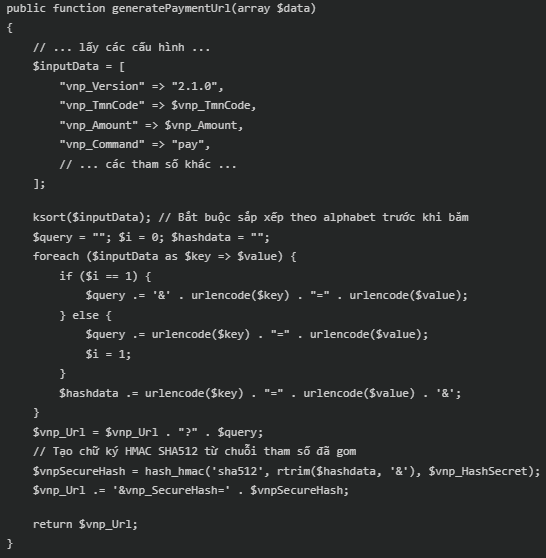 public function generatePaymentUrl(array $data)
{
    // ... lấy các cấu hình ...
    $inputData = [
        "vnp_Version" => "2.1.0",
        "vnp_TmnCode" => $vnp_TmnCode,
        "vnp_Amount" => $vnp_Amount,
        "vnp_Command" => "pay",
        // ... các tham số khác ...
    ];

    ksort($inputData); // Bắt buộc sắp xếp theo alphabet trước khi băm
    $query = ""; $i = 0; $hashdata = "";
    foreach ($inputData as $key => $value) {
        if ($i == 1) {
            $query .= '&' . urlencode($key) . "=" . urlencode($value);
        } else {
            $query .= urlencode($key) . "=" . urlencode($value);
            $i = 1;
        }
        $hashdata .= urlencode($key) . "=" . urlencode($value) . '&';
    }
    $vnp_Url = $vnp_Url . "?" . $query;
    // Tạo chữ ký HMAC SHA512 từ chuỗi tham số đã gom
    $vnpSecureHash = hash_hmac('sha512', rtrim($hashdata, '&'), $vnp_HashSecret);
    $vnp_Url .= '&vnp_SecureHash=' . $vnpSecureHash;

    return $vnp_Url;
}